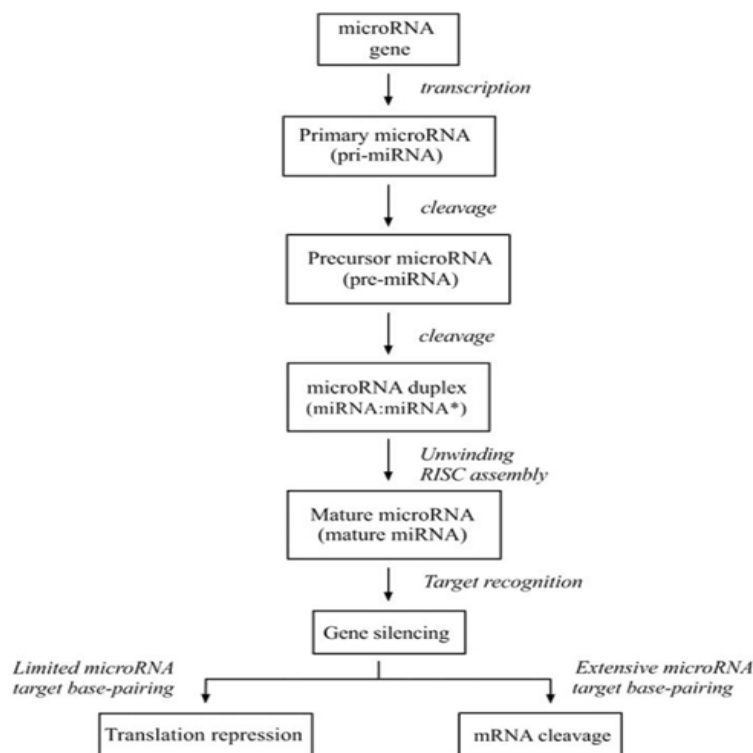 microRNA
gene
transcription
Primary microRNA
(pri-miRNA)
cleavage
Precursor microRNA
(pre-miRNA)
cleavage
microRNA duplex
(miRNA:miRNA*)
Unwinding
RISC assembly
Mature microRNA
(mature miRNA)
Target recognition
Gene silencing
Limited microRNA
target base-pairing
Extensive microRNA
target base-pairing
Translation repression
mRNA cleavage